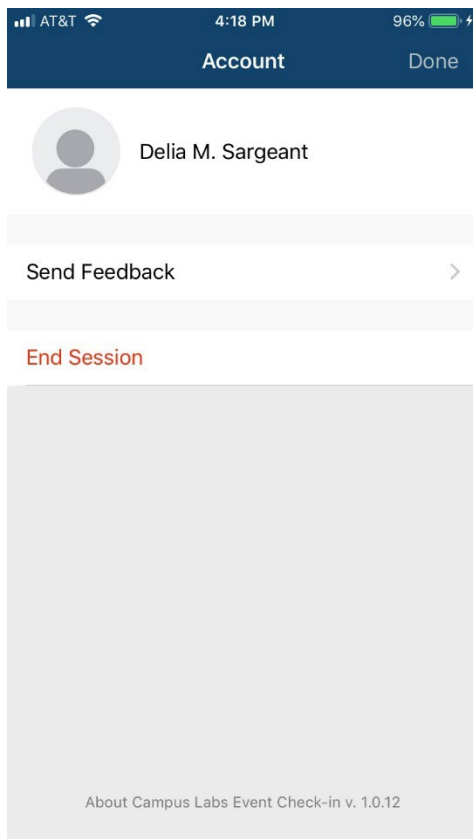 AT&T 4:18 PM 96%
Account Done
Delia M. Sargeant
Send Feedback
End Session
About Campus Labs Event Check-in v. 1.0.12